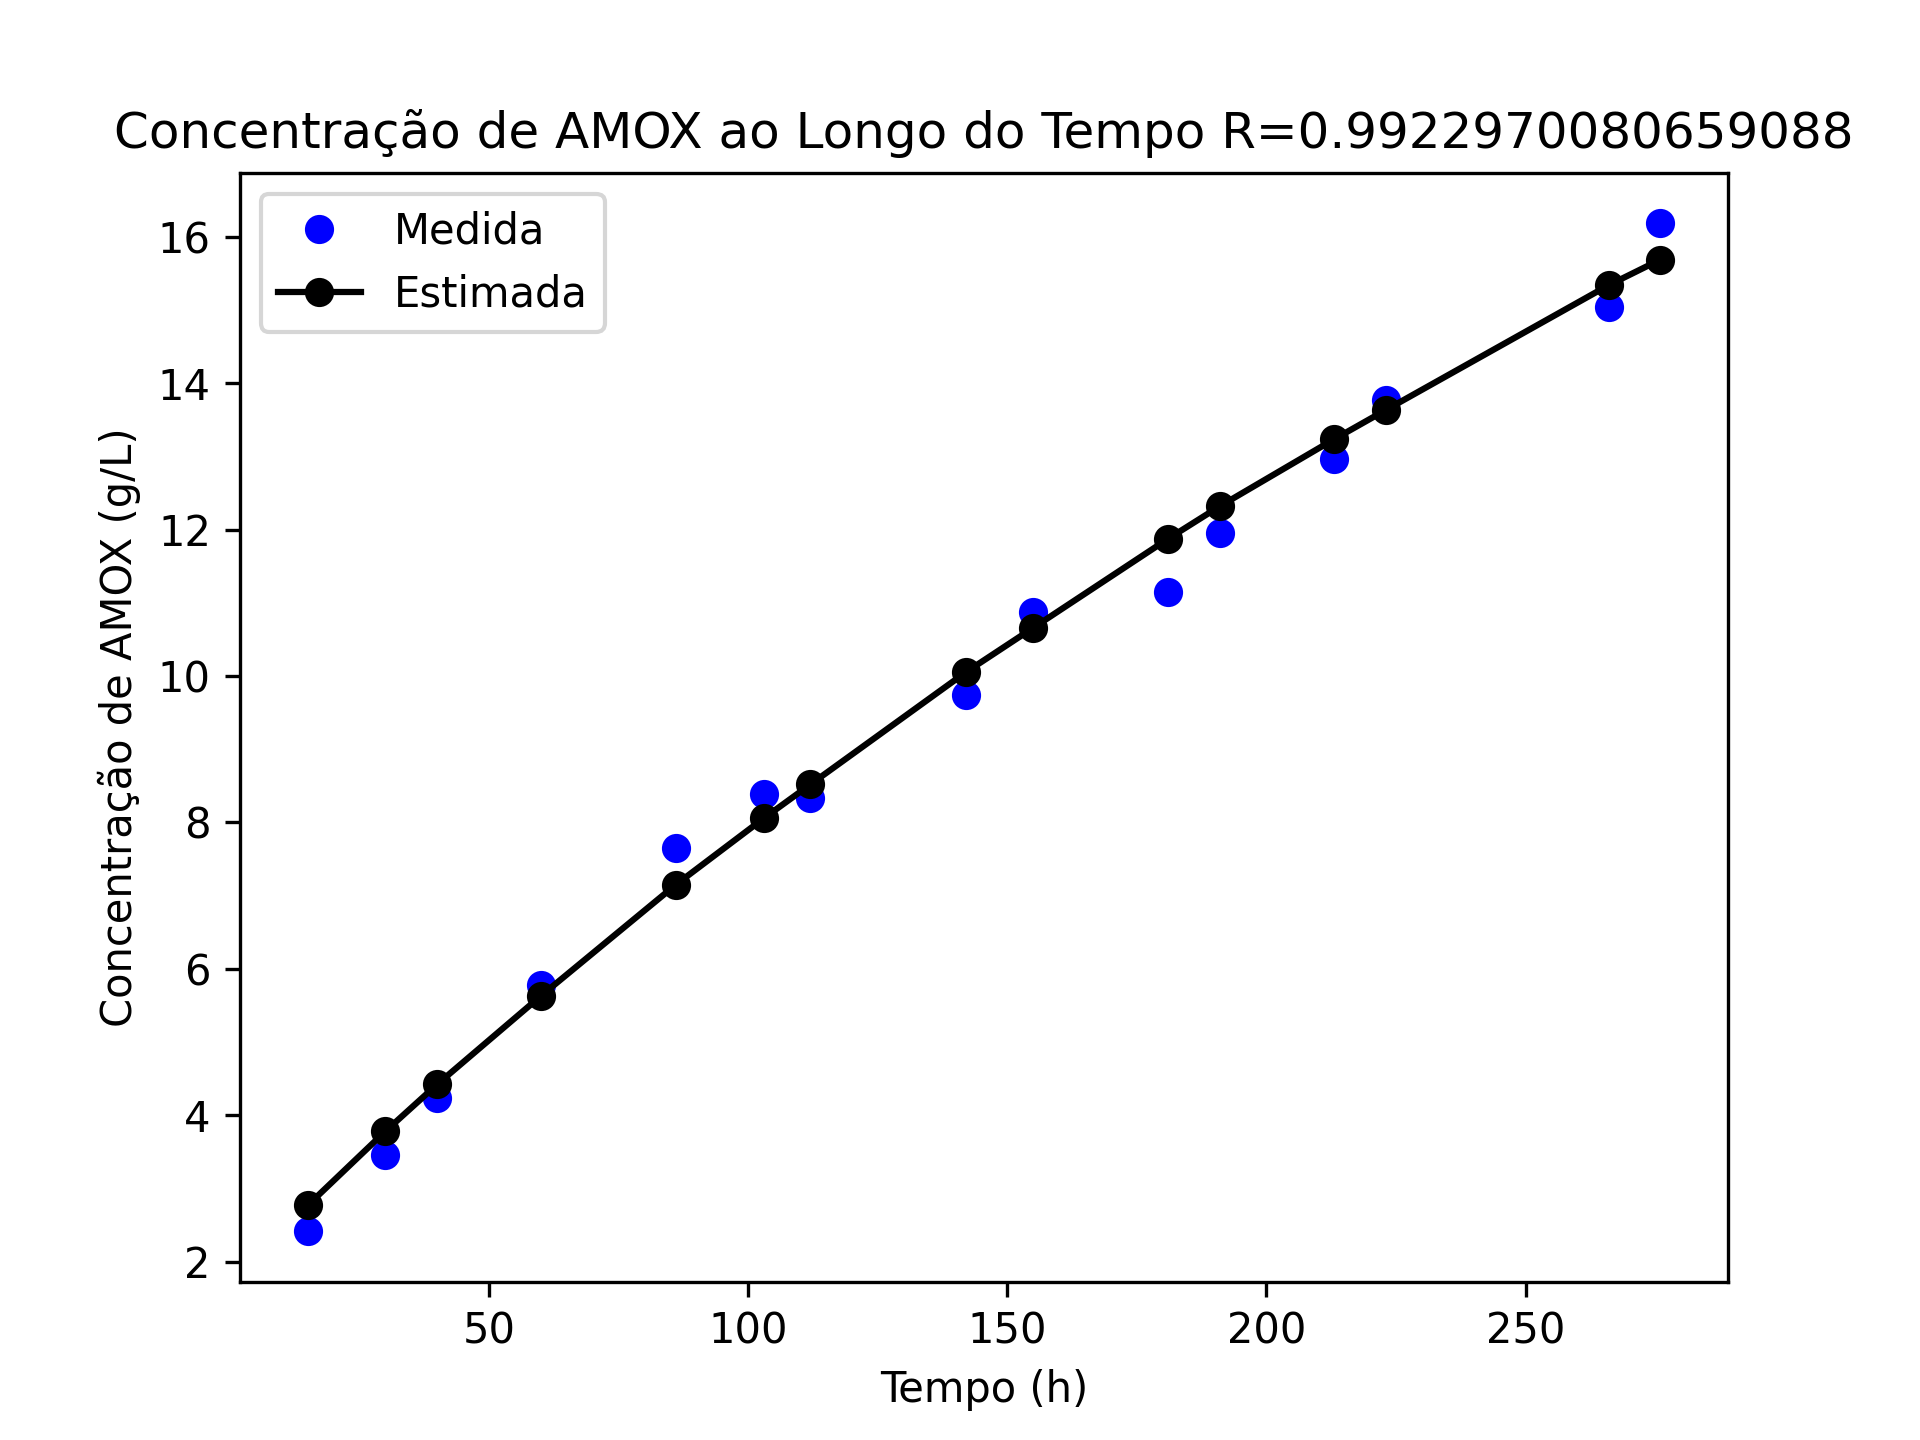 Concentração de AMOX ao Longo do Tempo R=0.9922970080659088
Medida
Estimada
Concentração de AMOX (g/L)
16
14
12
10
8
6
4
2
50 100 150 200 250
Tempo (h)